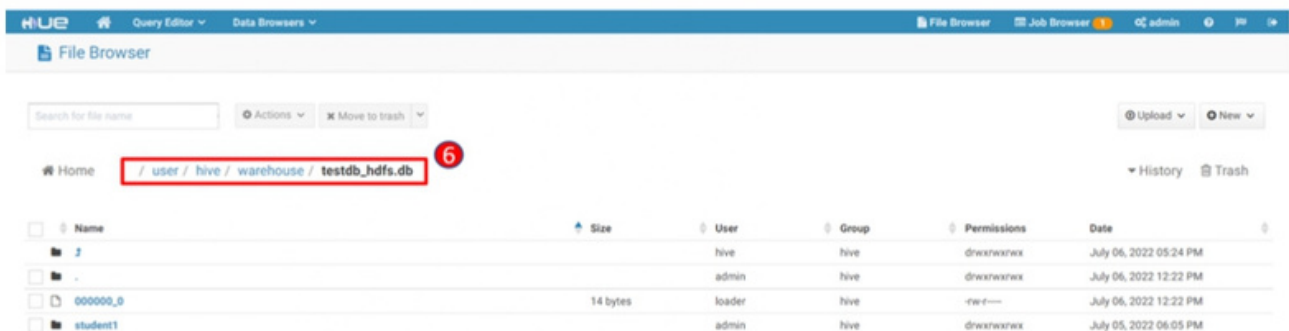 HUE Query Editor Data Browsers File Browser Job Browser 1 admin
File Browser
Search for file name Actions Move to trash Upload New
Home / user / hive / warehouse / testdb_hdfs.db 6 History Trash
Name Size User Group Permissions Date
hive hive drwxrwxrwx July 06, 2022 05:24 PM
. admin hive drwxrwxrwx July 06, 2022 12:22 PM
000000_0 14 bytes loader hive -rw-r----- July 06, 2022 12:22 PM
student1 admin hive drwxrwxrwx July 05, 2022 06:05 PM